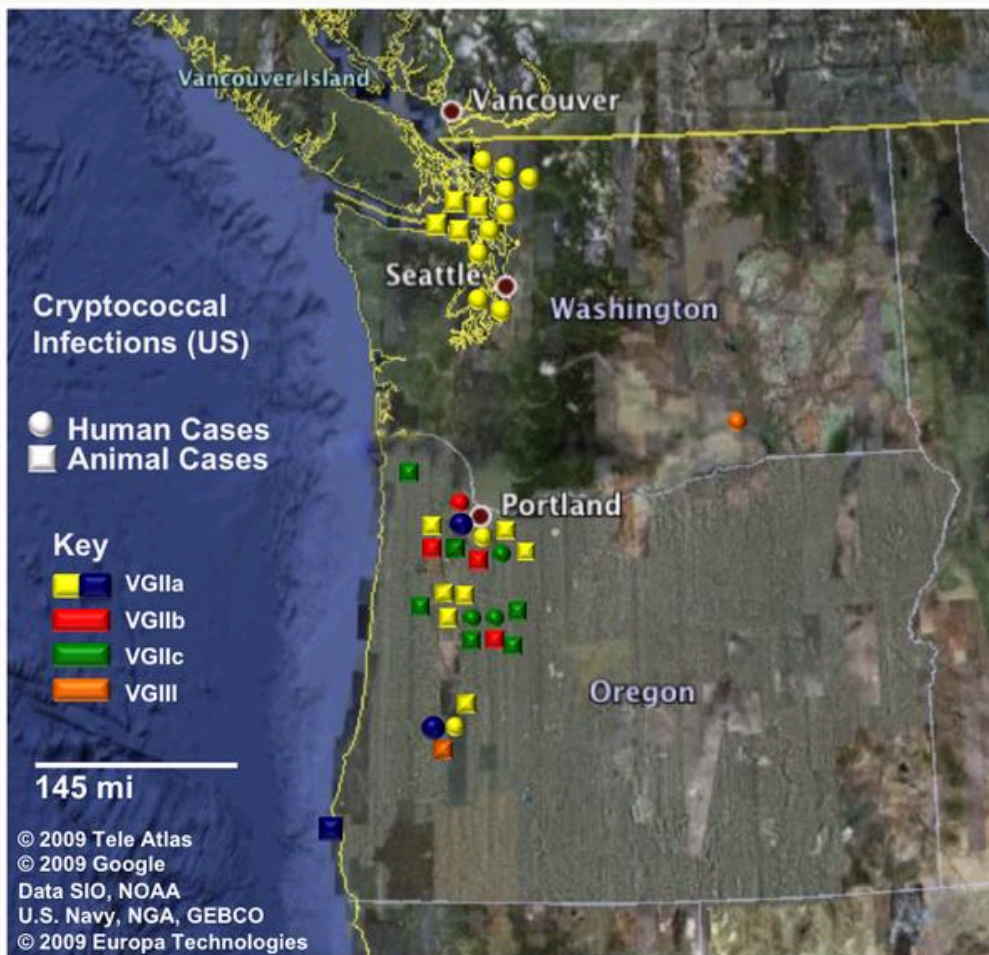 Vancouver Island
Vancouver
Seattle
Washington
Cryptococcal
Infections (US)
Human Cases
Animal Cases
Portland
Key
VGIIa
VGIIb
VGIIc
VGIII
Oregon
145 mi
© 2009 Tele Atlas
© 2009 Google
Data SIO, NOAA
U.S. Navy, NGA, GEBCO
© 2009 Europa Technologies